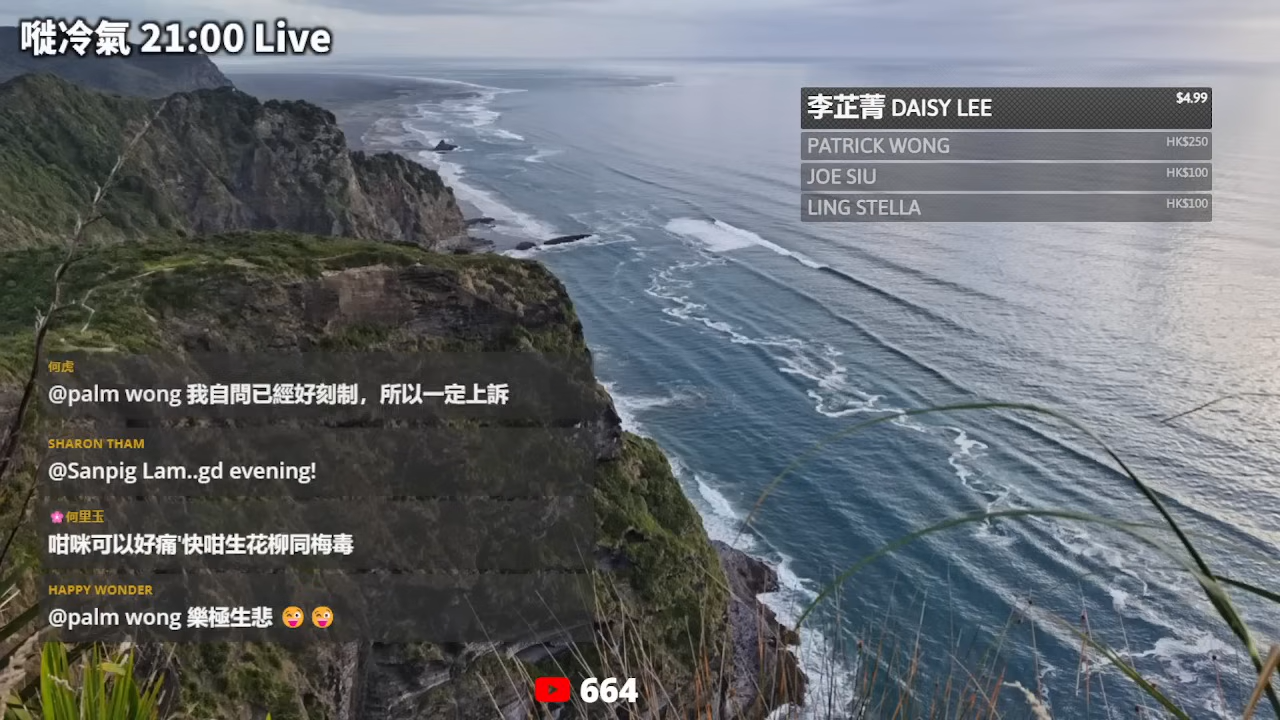 嘥冷氣 21:00 Live
李芷菁 DAISY LEE $4.99
PATRICK WONG HK$250
JOE SIU HK$100
LING STELLA HK$100
何虎
@palm wong 我自問已經好刻制，所以一定上訴
SHARON THAM
@Sanpig Lam..gd evening!
🌸何里玉
咁咪可以好痛'快咁生花柳同梅毒
HAPPY WONDER
@palm wong 樂極生悲 😜 😜
664